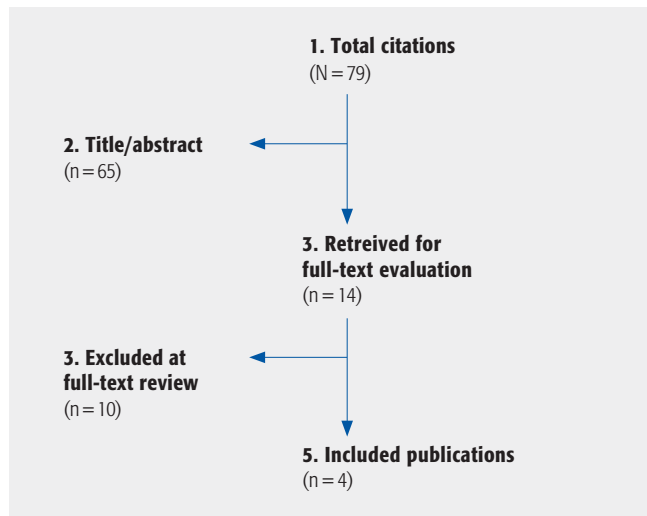 1. Total citations
(N = 79)
2. Title/abstract
(n = 65)
3. Retreived for
full-text evaluation
(n = 14)
3. Excluded at
full-text review
(n = 10)
5. Included publications
(n = 4)